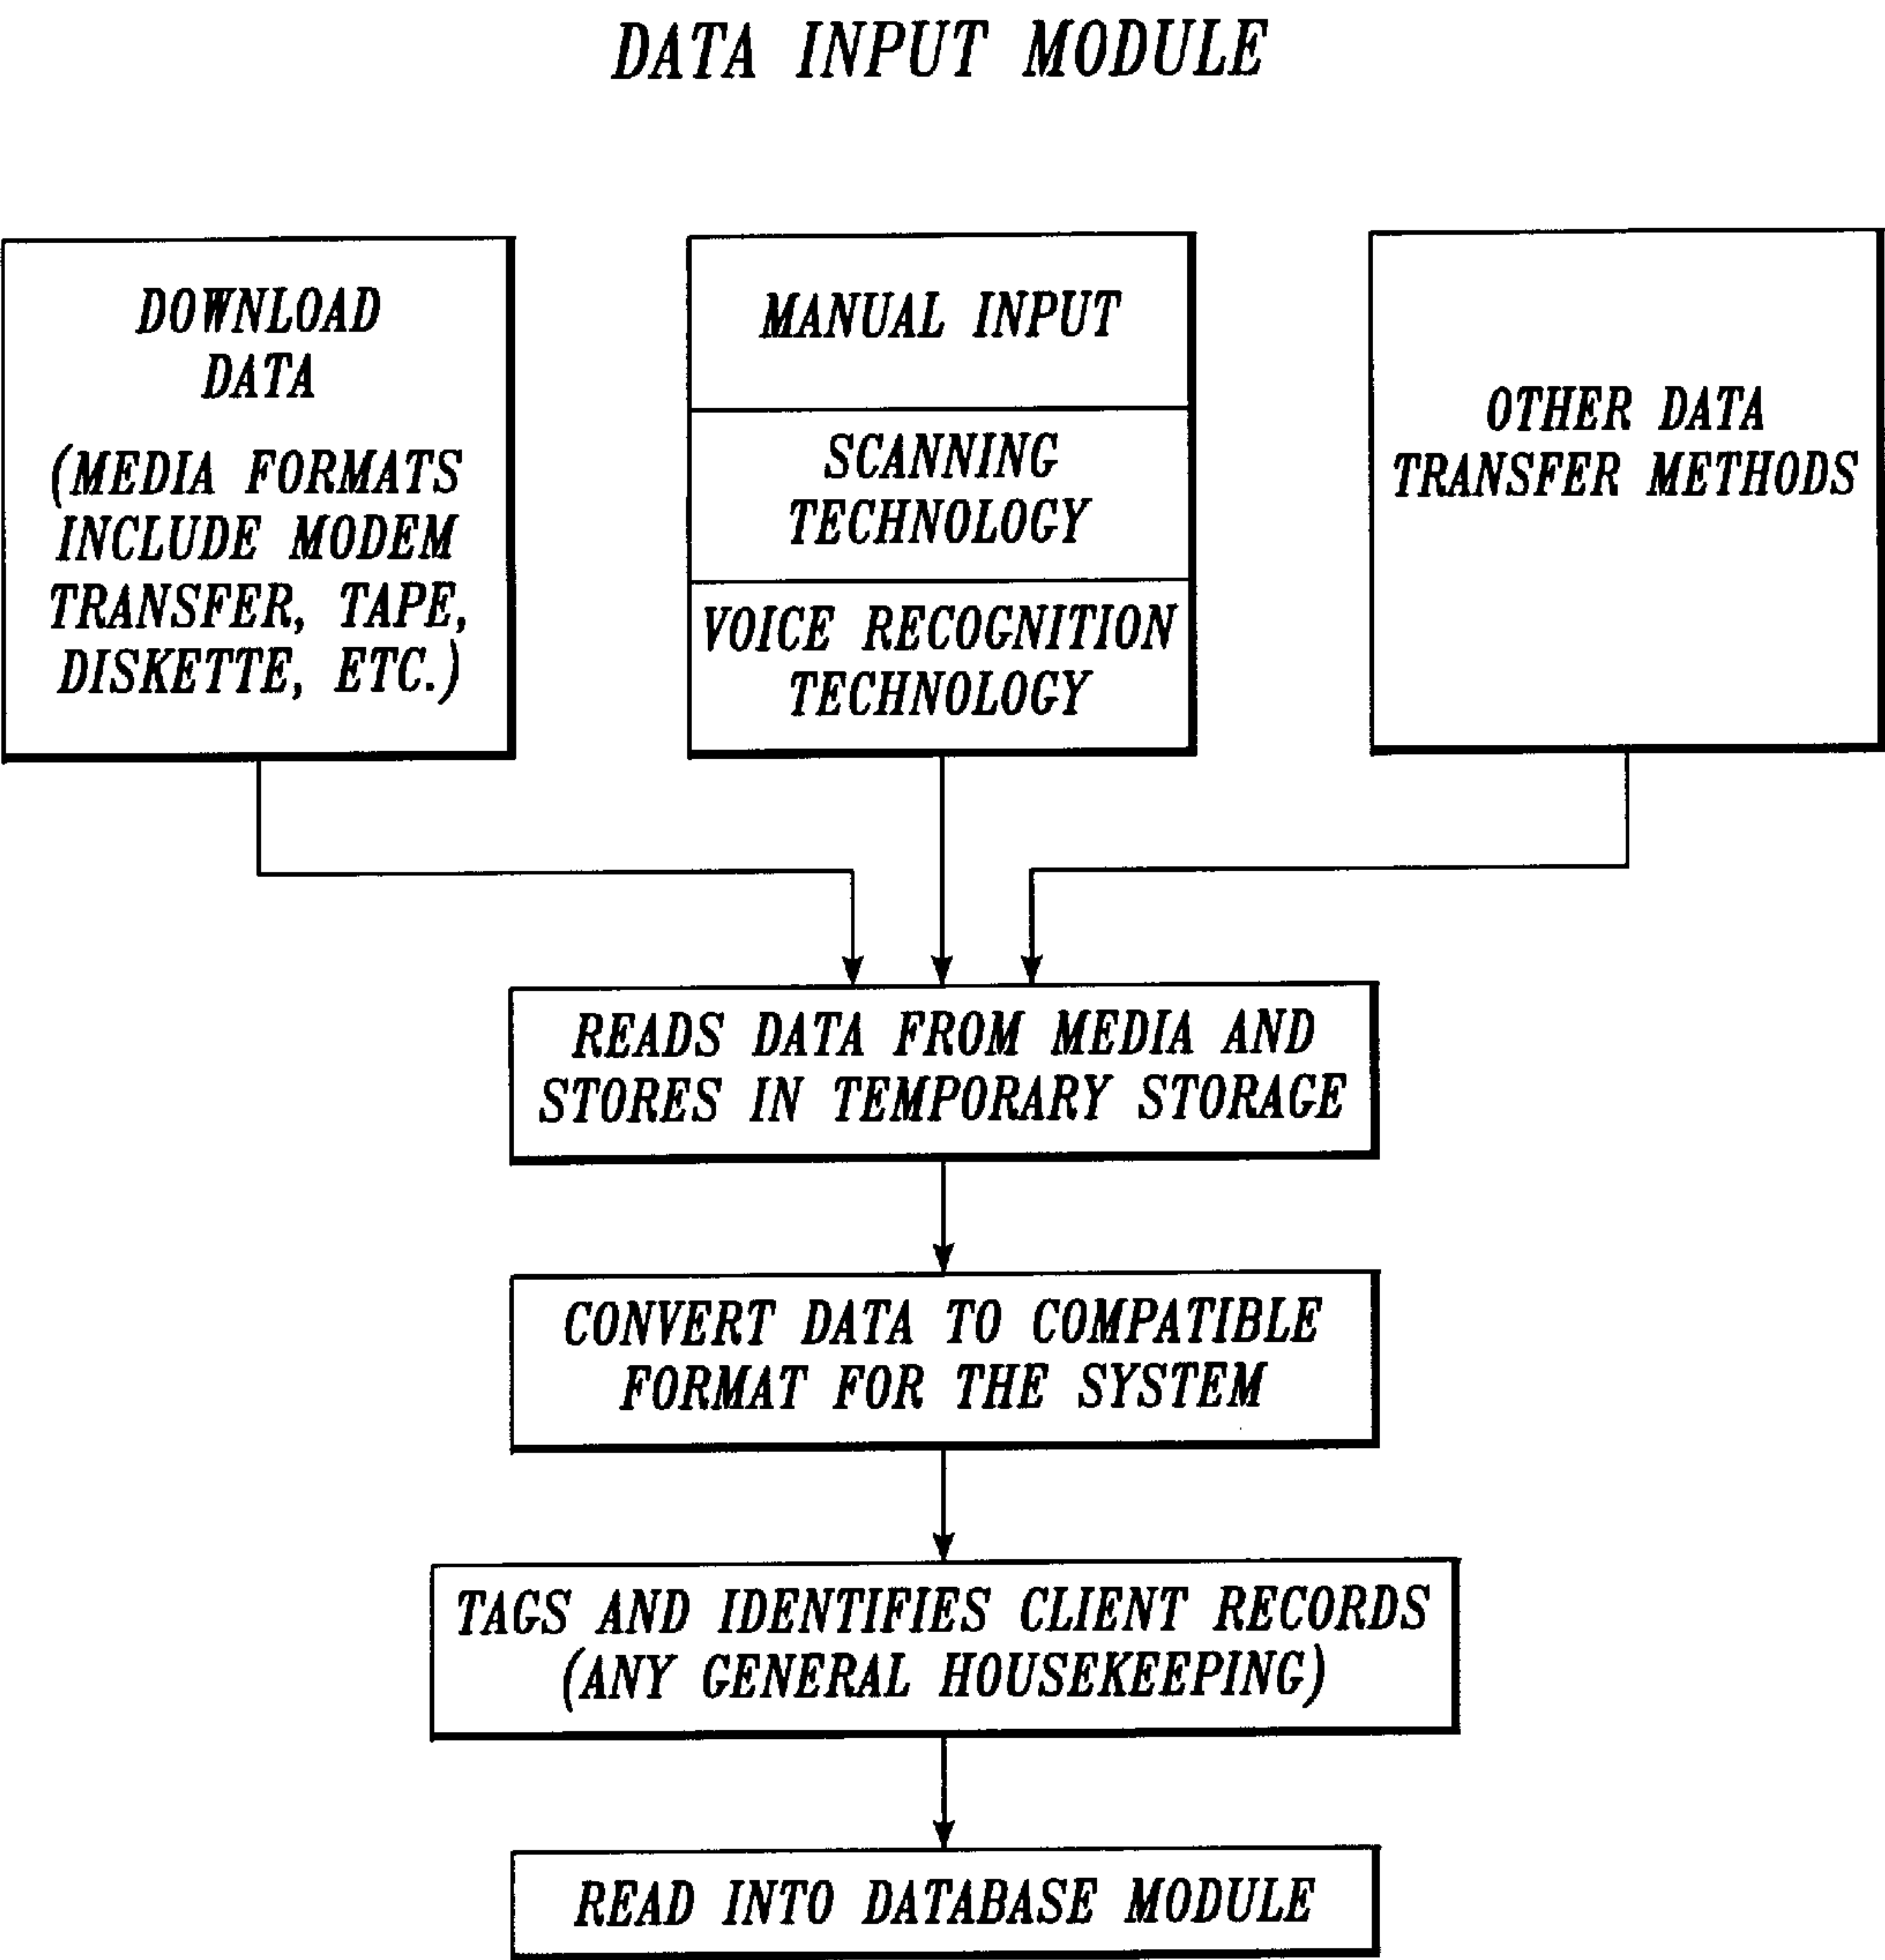 DATA INPUT MODULE
DOWNLOAD
DATA
(MEDIA FORMATS
INCLUDE MODEM
TRANSFER, TAPE,
DISKETTE, ETC.)
MANUAL INPUT
SCANNING
TECHNOLOGY
VOICE RECOGNITION
TECHNOLOGY
OTHER DATA
TRANSFER METHODS
READS DATA FROM MEDIA AND
STORES IN TEMPORARY STORAGE
CONVERT DATA TO COMPATIBLE
FORMAT FOR THE SYSTEM
TAGS AND IDENTIFIES CLIENT RECORDS
(ANY GENERAL HOUSEKEEPING)
READ INTO DATABASE MODULE